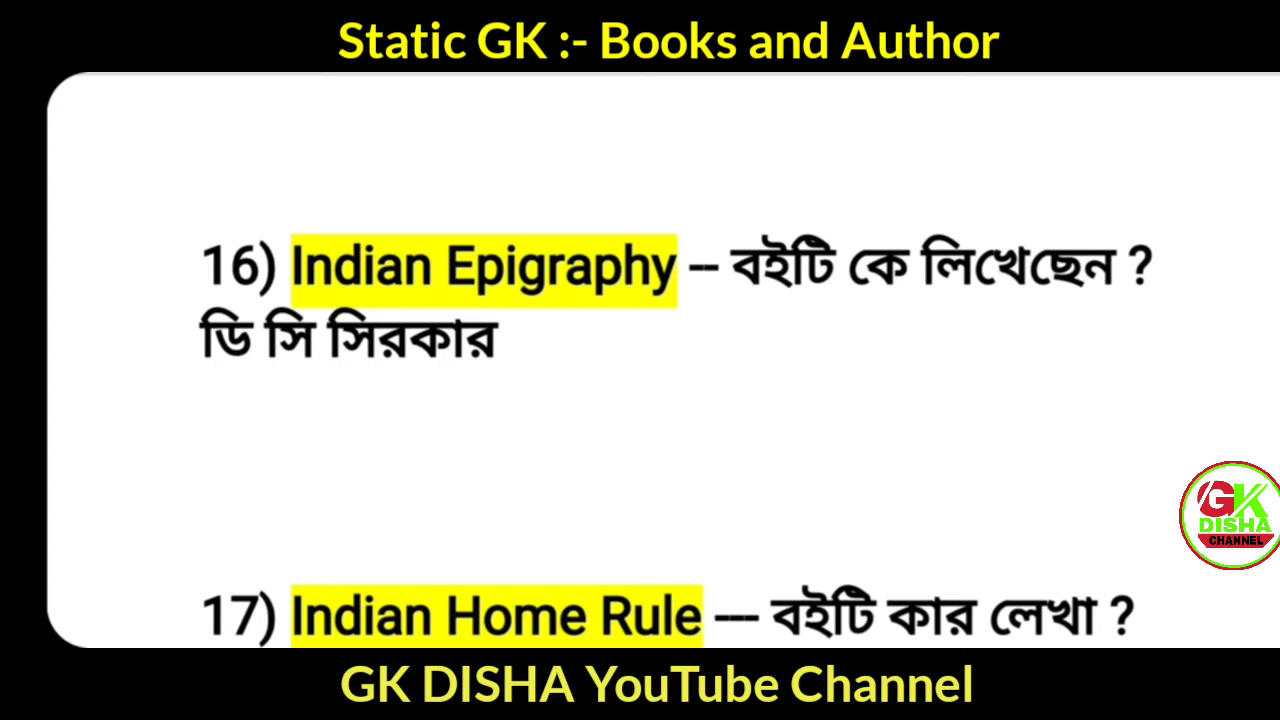 Static GK :- Books and Author
16) Indian Epigraphy -- বইটি কে লিখেছেন ?
ডি সি সিরকার
GK
DISHA
CHANNEL
17) Indian Home Rule --- বইটি কার লেখা ?
GK DISHA YouTube Channel